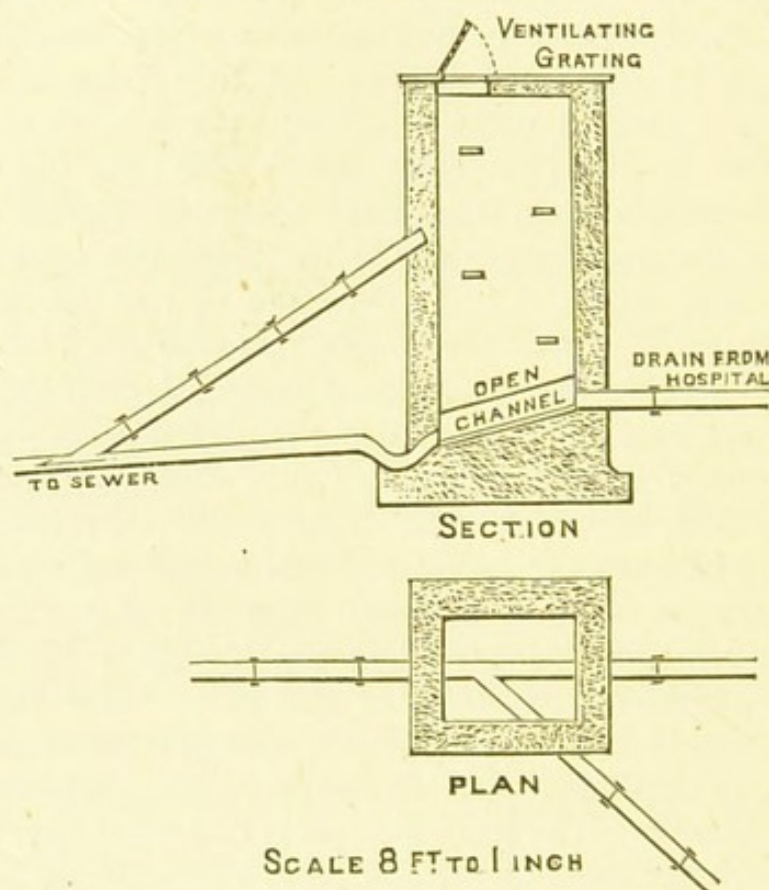 VENTILATING
GRATING
OPEN
CHANNEL
DRAIN FROM
HOSPITAL
TO SEWER
SECTION
PLAN
SCALE 8 FT TO 1 INCH